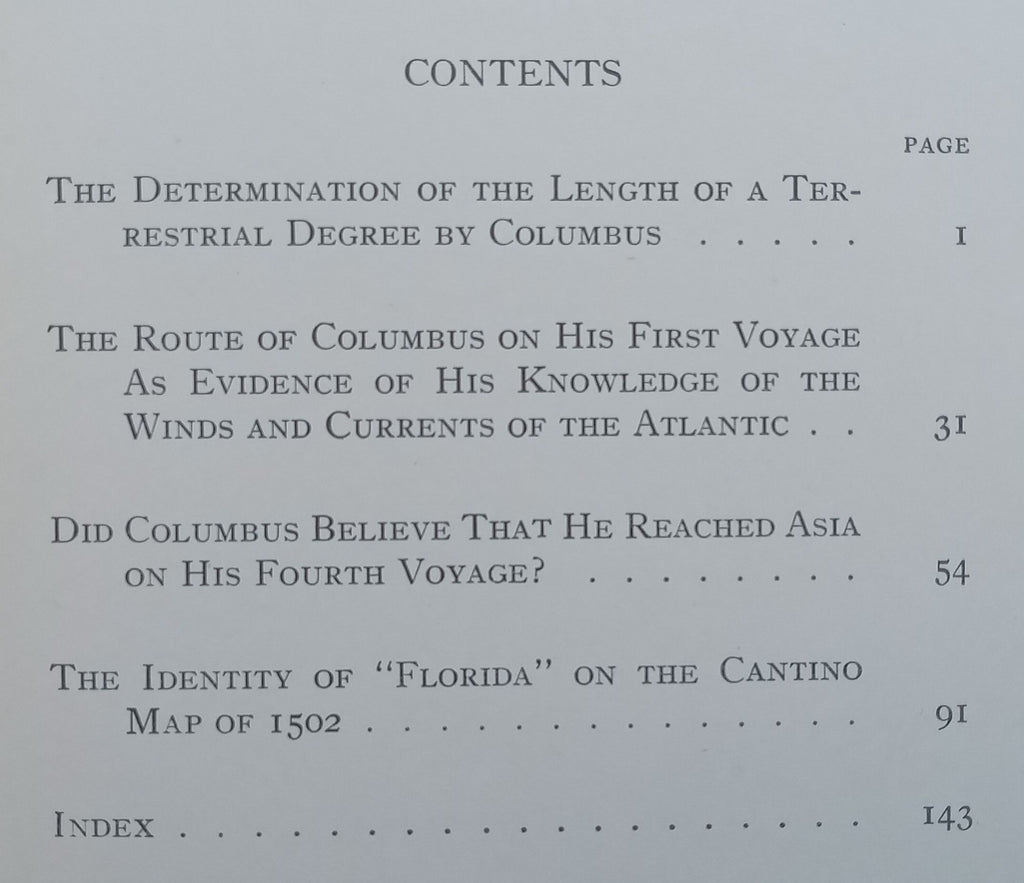 CONTENTS
PAGE
The Determination of the Length of a Ter-
restrial Degree by Columbus . . . . . 1
The Route of Columbus on His First Voyage
As Evidence of His Knowledge of the
Winds and Currents of the Atlantic . . 31
Did Columbus Believe That He Reached Asia
on His Fourth Voyage? . . . . . . . . 54
The Identity of “Florida” on the Cantino
Map of 1502 . . . . . . . . . . . . . . 91
Index . . . . . . . . . . . . . . . . . . . 143